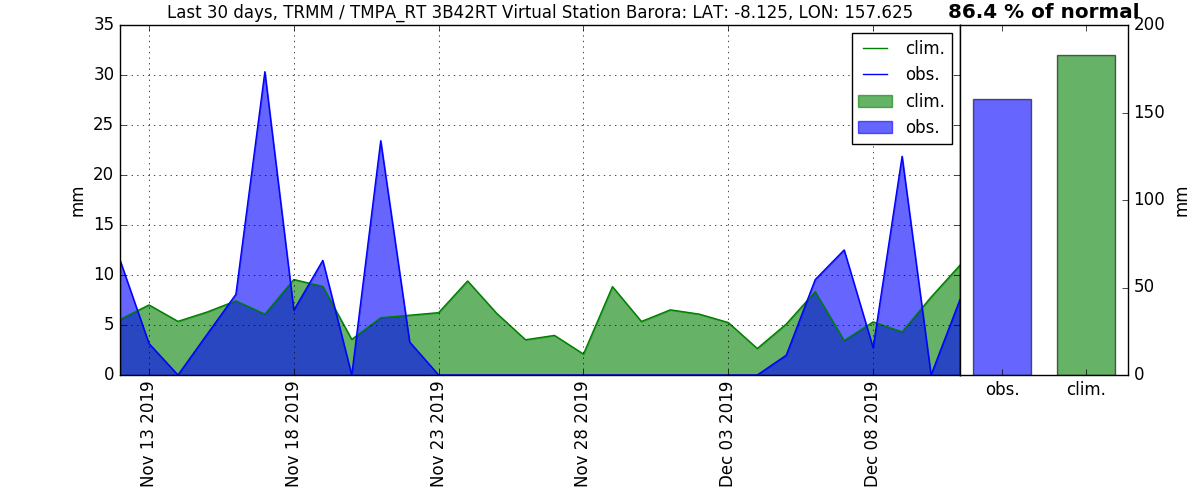 Last 30 days, TRMM / TMPA_RT 3B42RT Virtual Station Barora: LAT: -8.125, LON: 157.625
86.4 % of normal
35
30
25
20
15
10
5
0
mm
clim.
obs.
clim.
obs.
Nov 13 2019
Nov 18 2019
Nov 23 2019
Nov 28 2019
Dec 03 2019
Dec 08 2019
200
150
100
50
0
mm
obs.
clim.